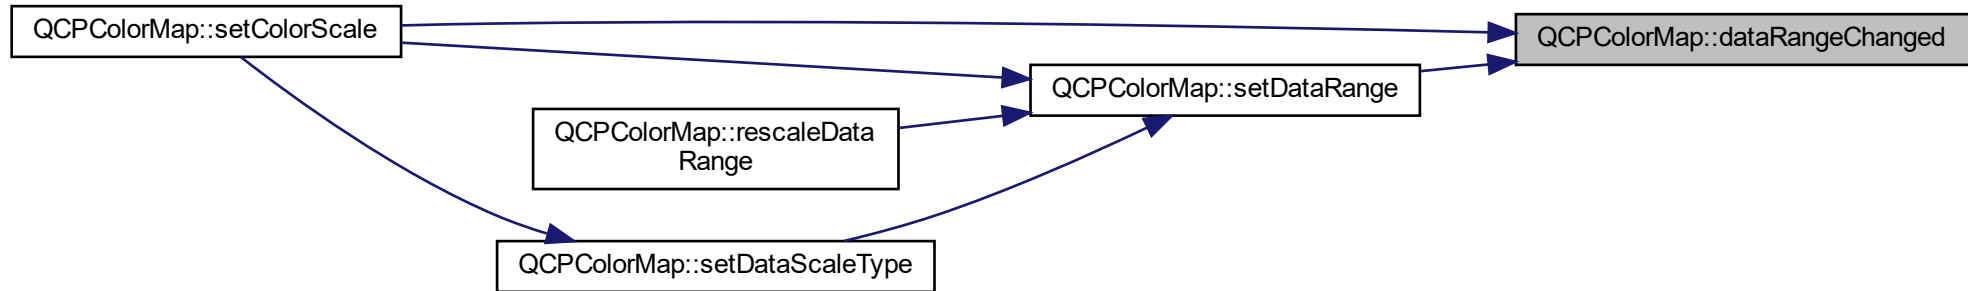 QCPColorMap::setColorScale
QCPColorMap::dataRangeChanged
QCPColorMap::setDataRange
QCPColorMap::rescaleData
Range
QCPColorMap::setDataScaleType